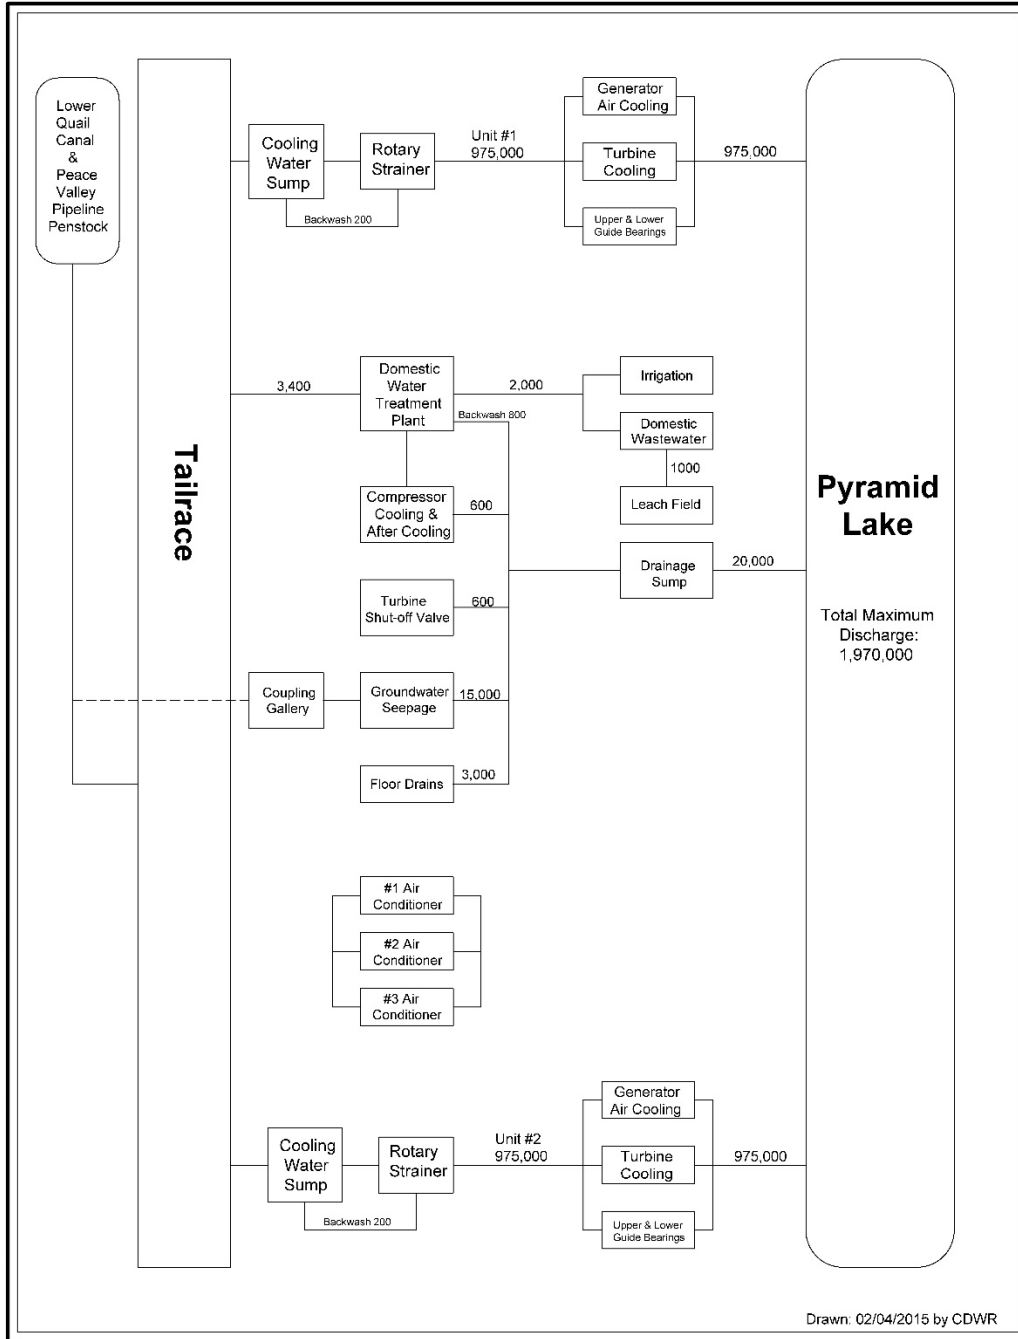 Lower
Quail
Canal
&
Peace
Valley
Pipeline
Penstock
Tailrace
Cooling
Water
Sump
Rotary
Strainer
Backwash 200
Unit #1
975,000
Generator
Air Cooling
Turbine
Cooling
Upper & Lower
Guide Bearings
975,000
3,400
Domestic
Water
Treatment
Plant
2,000
Backwash 800
Irrigation
Domestic
Wastewater
1000
Leach Field
Compressor
Cooling &
After Cooling
600
Turbine
Shut-off Valve
600
Drainage
Sump
20,000
Coupling
Gallery
Groundwater
Seepage
15,000
Floor Drains
3,000
#1 Air
Conditioner
#2 Air
Conditioner
#3 Air
Conditioner
Cooling
Water
Sump
Rotary
Strainer
Backwash 200
Unit #2
975,000
Generator
Air Cooling
Turbine
Cooling
Upper & Lower
Guide Bearings
975,000
Pyramid
Lake
Total Maximum
Discharge:
1,970,000
Drawn: 02/04/2015 by CDWR